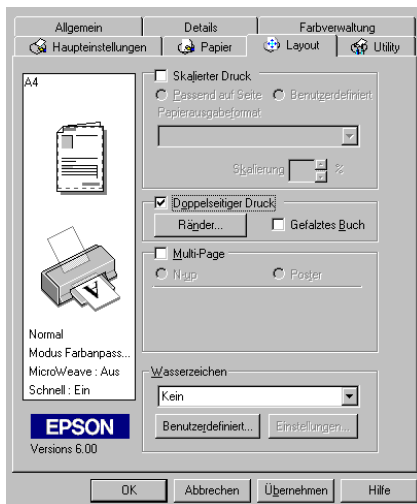 Allgemein Details Farbverwaltung
Haupteinstellungen Papier Layout Utility
A4
Skalierter Druck
Passend auf Seite Benutzerdefiniert
Papierausgabeformat
Skalierung %
Doppelseitiger Druck
Ränder... Gefalztes Buch
Multi-Page
N-up Poster
A
Normal
Modus Farbanpass...
MicroWeave : Aus
Schnell : Ein
Wasserzeichen
Kein
Benutzerdefiniert... Einstellungen...
EPSON
Versions 6.00
OK Abbrechen Übernehmen Hilfe